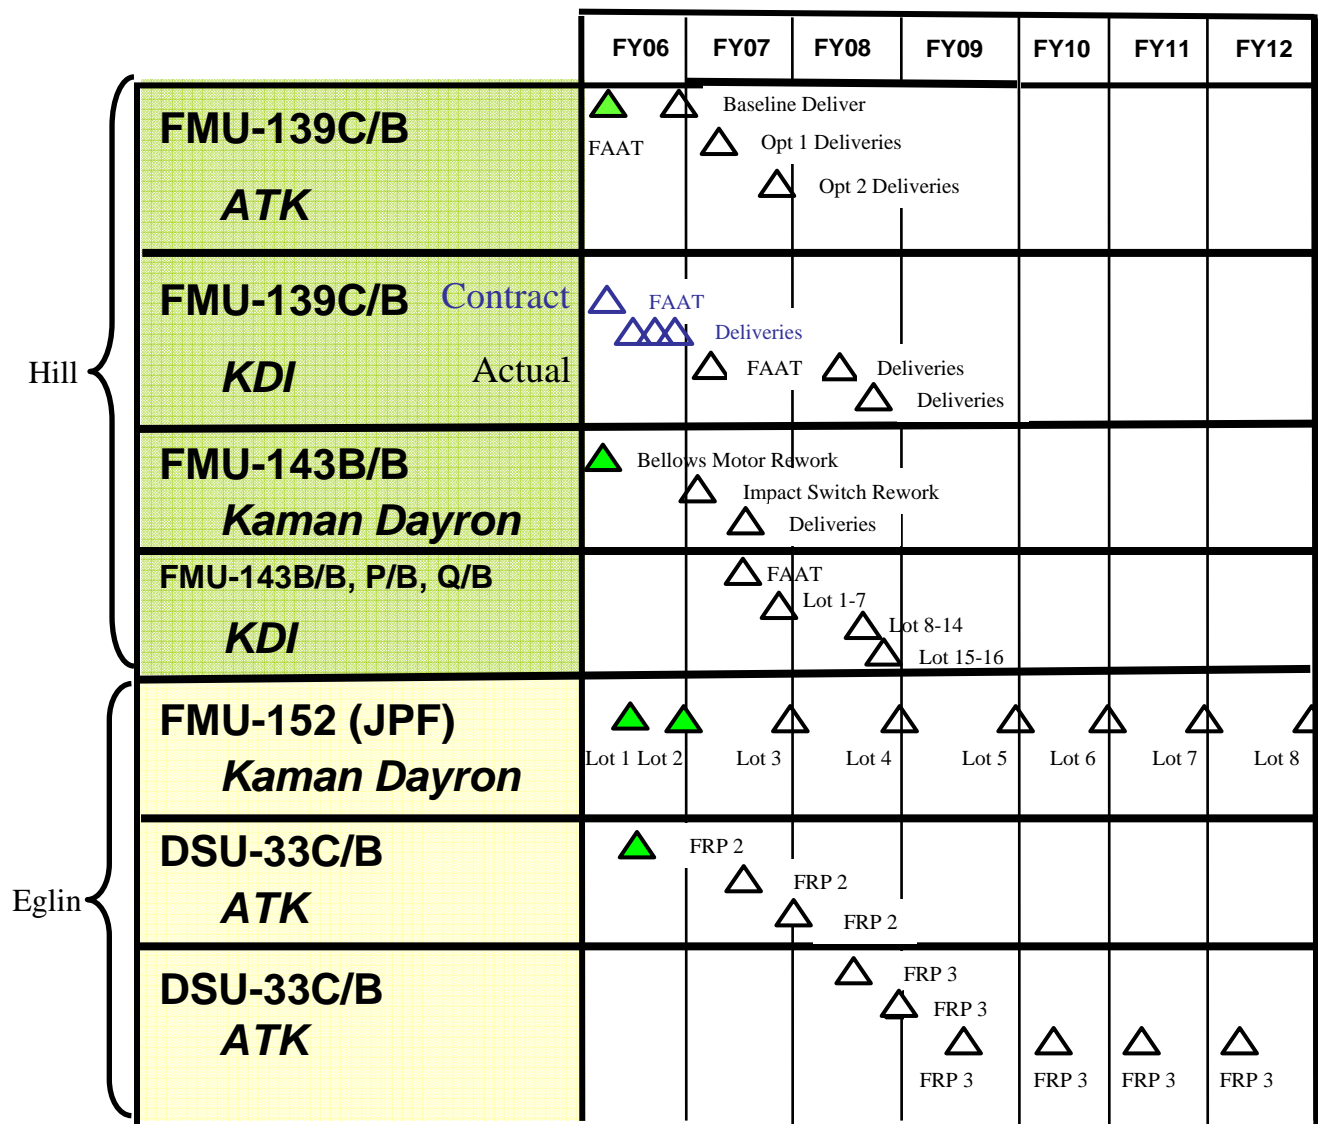 FY06 FY07 FY08 FY09 FY10 FY11 FY12
Hill
FMU-139C/B
ATK
Baseline Deliver
FAAT
Opt 1 Deliveries
Opt 2 Deliveries
FMU-139C/B Contract
FAAT
Deliveries
KDI Actual
FAAT
Deliveries
Deliveries
FMU-143B/B
Kaman Dayron
Bellows Motor Rework
Impact Switch Rework
Deliveries
FMU-143B/B, P/B, Q/B
KDI
FAAT
Lot 1-7
Lot 8-14
Lot 15-16
Eglin
FMU-152 (JPF)
Kaman Dayron
Lot 1 Lot 2 Lot 3 Lot 4 Lot 5 Lot 6 Lot 7 Lot 8
DSU-33C/B
ATK
FRP 2
FRP 2
FRP 2
DSU-33C/B
ATK
FRP 3
FRP 3
FRP 3 FRP 3 FRP 3 FRP 3